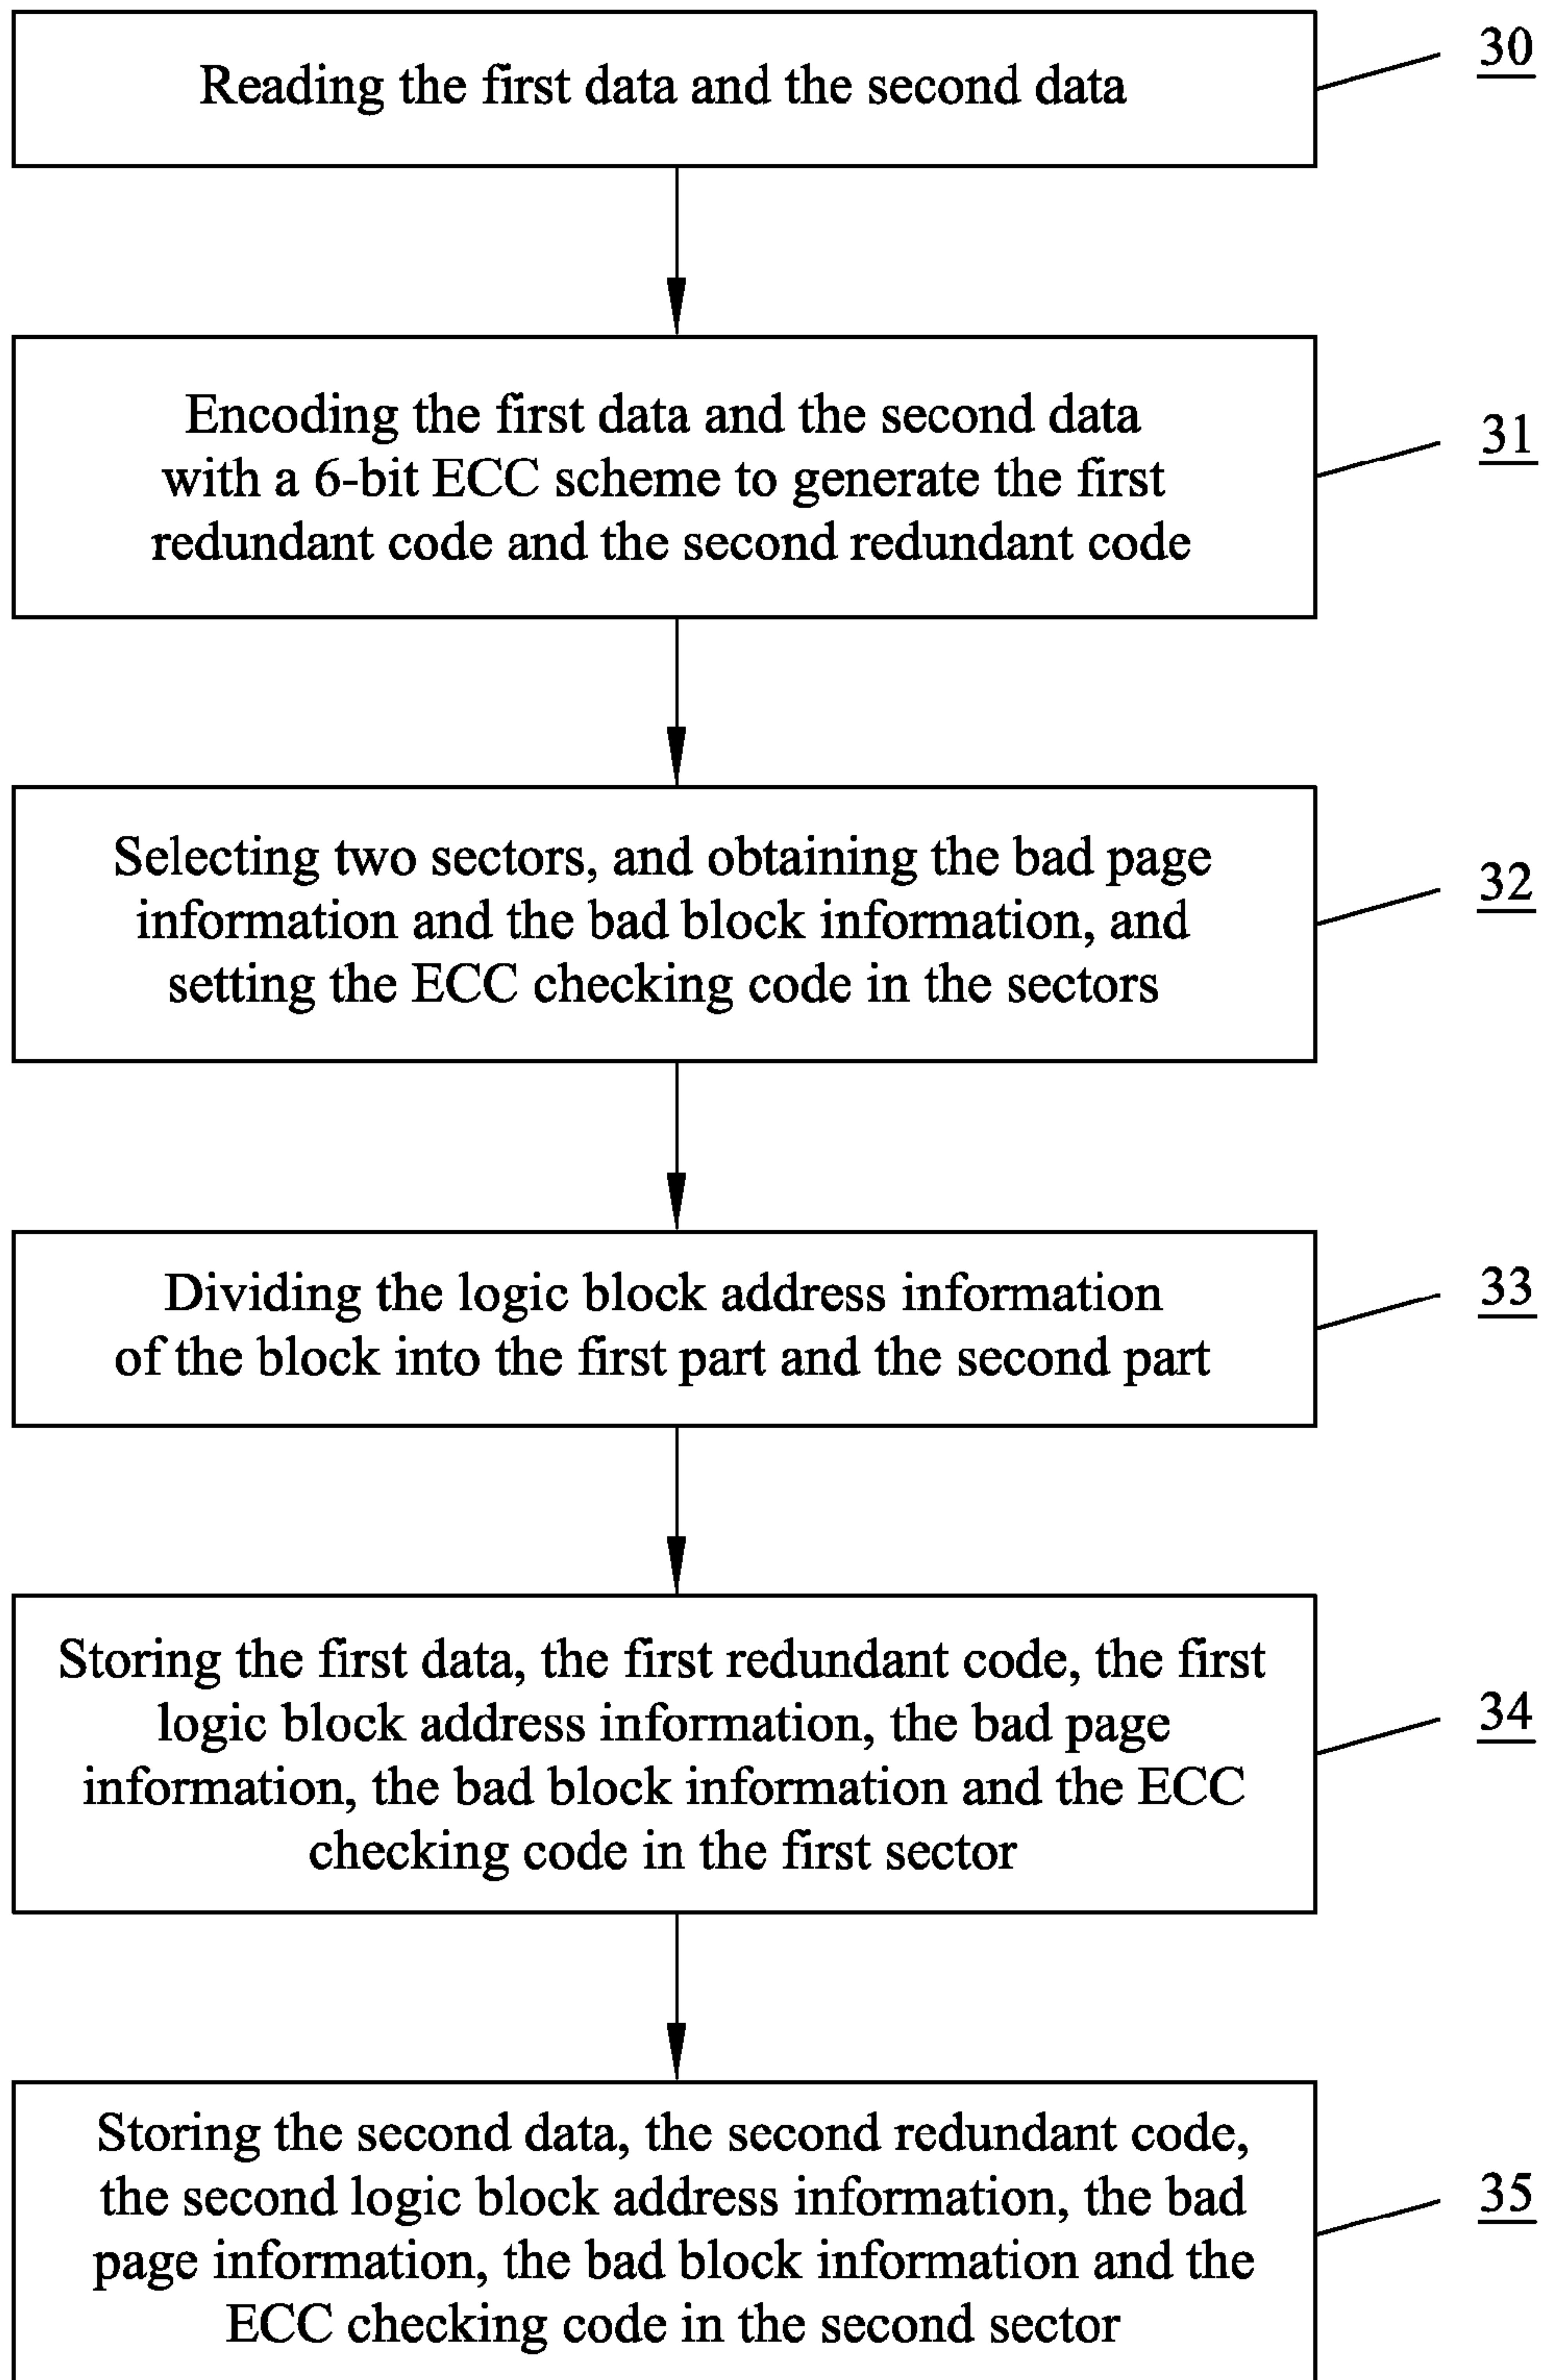 Reading the first data and the second data
30
Encoding the first data and the second data
with a 6-bit ECC scheme to generate the first
redundant code and the second redundant code
31
Selecting two sectors, and obtaining the bad page
information and the bad block information, and
setting the ECC checking code in the sectors
32
Dividing the logic block address information
of the block into the first part and the second part
33
Storing the first data, the first redundant code, the first
logic block address information, the bad page
information, the bad block information and the ECC
checking code in the first sector
34
Storing the second data, the second redundant code,
the second logic block address information, the bad
page information, the bad block information and the
ECC checking code in the second sector
35